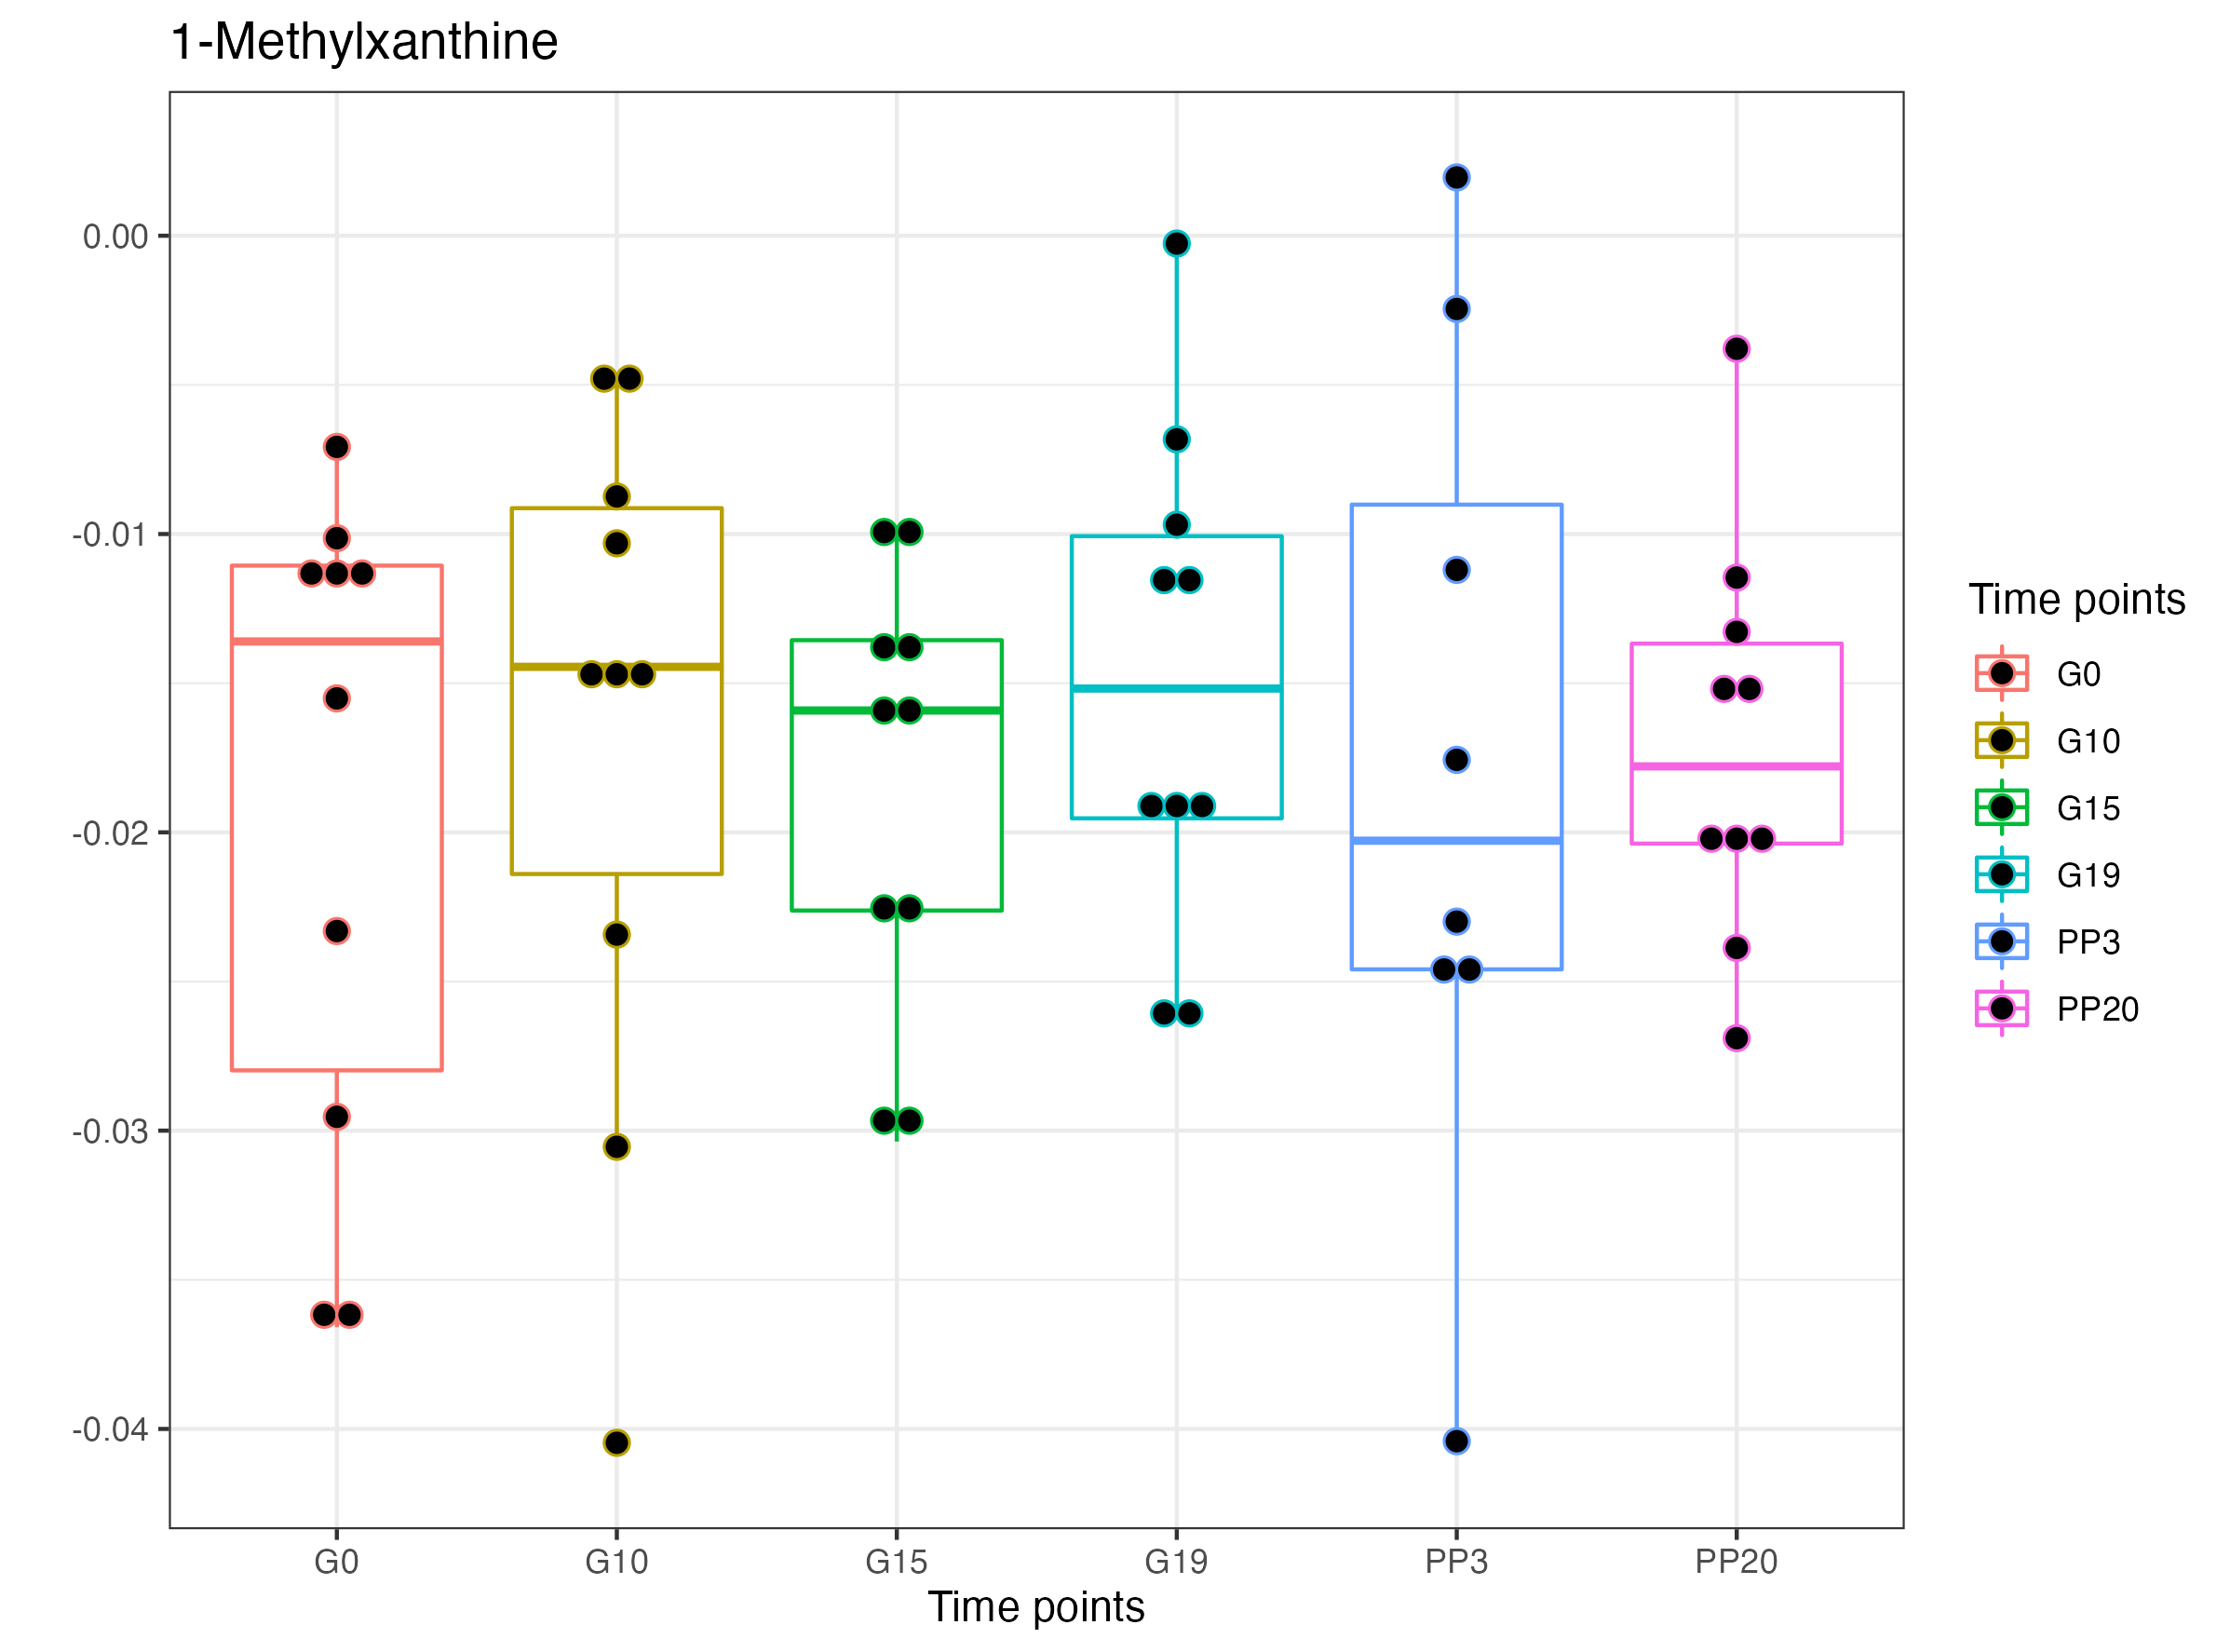 1-Methylxanthine
0.00
-0.01
-0.02
-0.03
-0.04
G0 G10 G15 G19 PP3 PP20
Time points
Time points
G0
G10
G15
G19
PP3
PP20